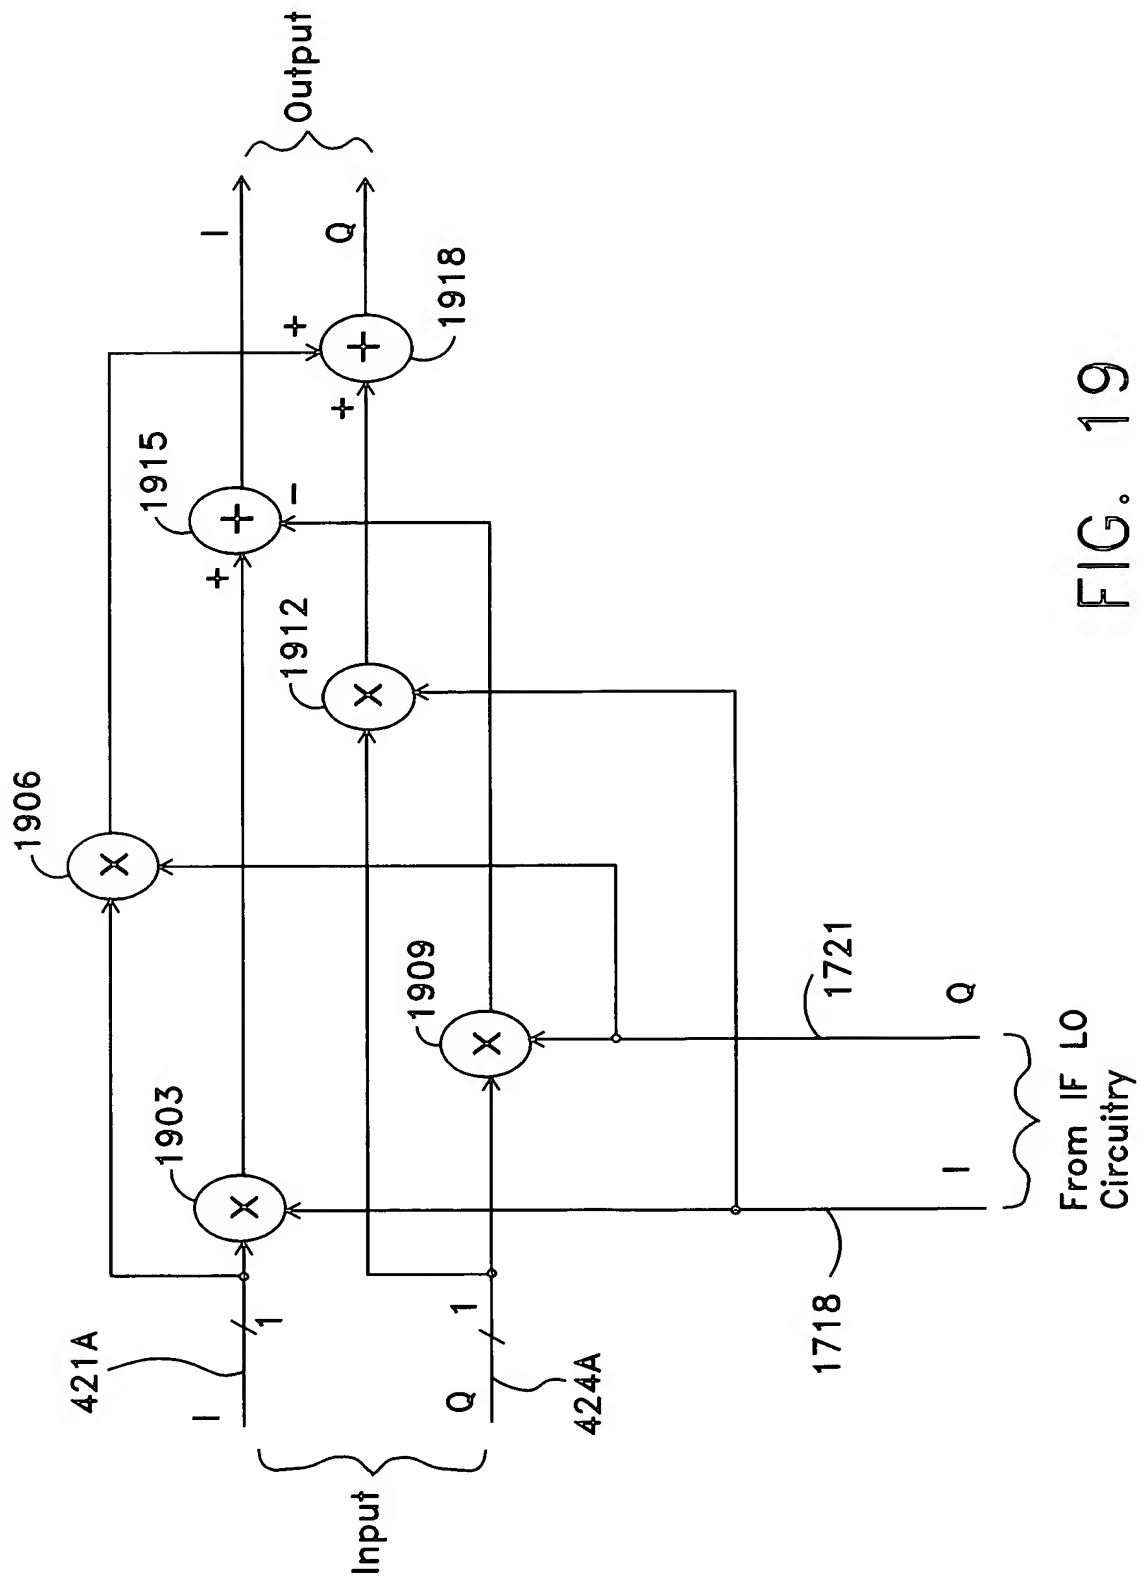 Input
I
421A
1
Q
424A
1
1903
X
1906
X
1909
X
1912
X
1915
+
+
-
1918
+
+
+
I
Q
Output
1718
1721
I
Q
From IF LO
Circuitry
FIG. 19